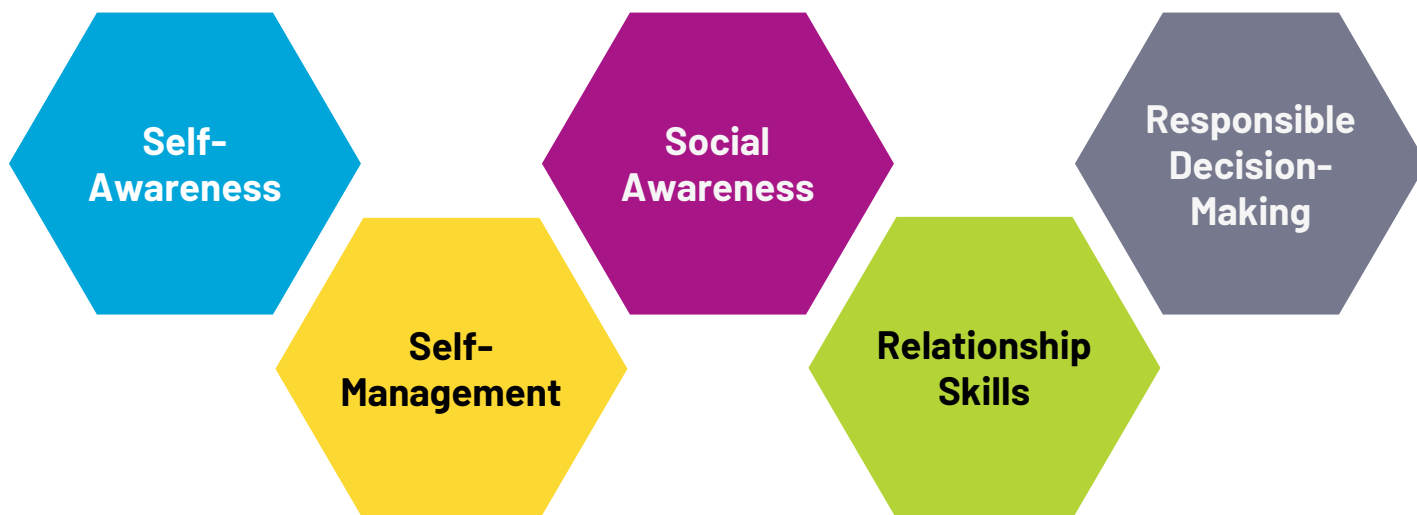 Self-
Awareness
Self-
Management
Social
Awareness
Relationship
Skills
Responsible
Decision-
Making